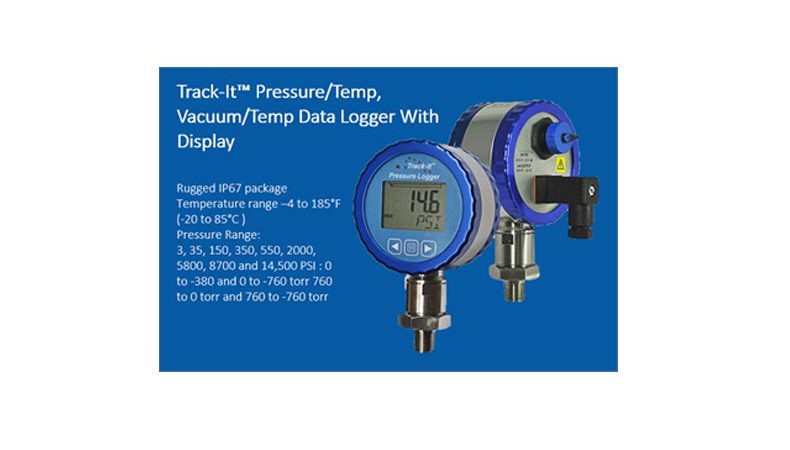 Track-It™ Pressure/Temp,
Vacuum/Temp Data Logger With
Display
Rugged IP67 package
Temperature range –4 to 185°F
(-20 to 85°C )
Pressure Range:
3, 35, 150, 350, 550, 2000,
5800, 8700 and 14,500 PSI : 0
to -380 and 0 to -760 torr 760
to 0 torr and 760 to -760 torr
Track-It™
Pressure Logger
14.6
PSI